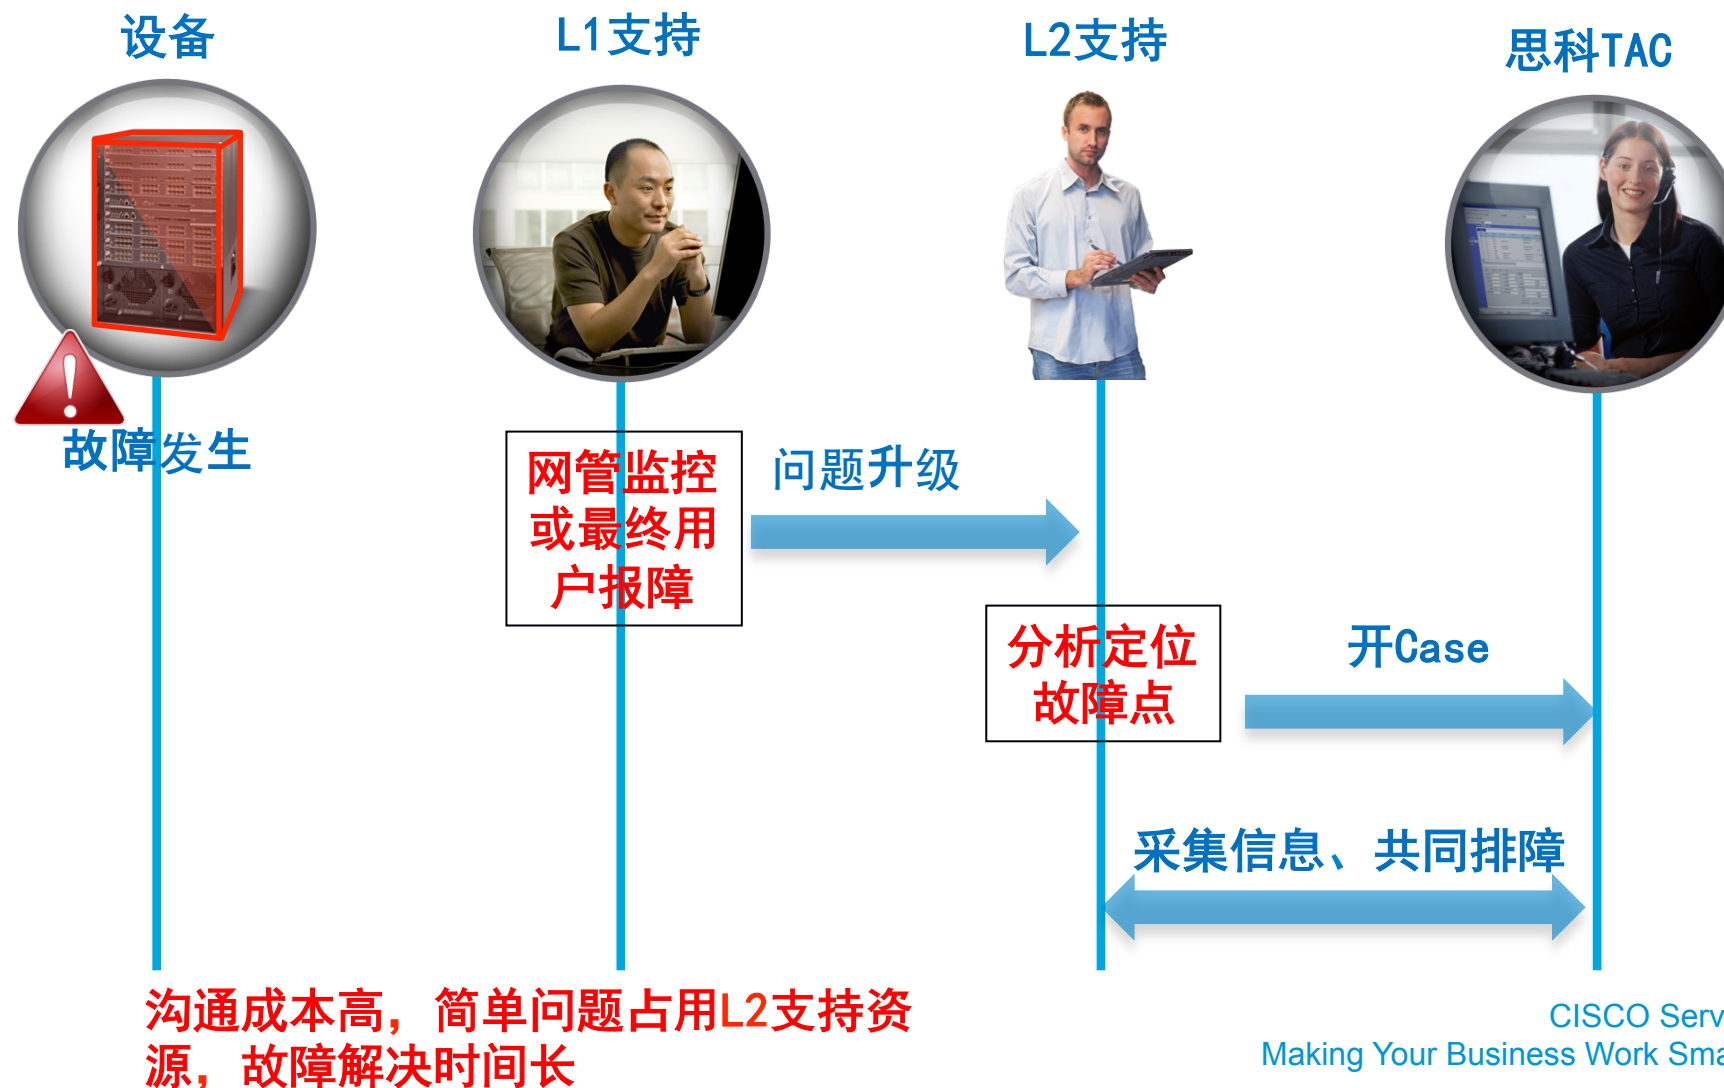 设备
L1支持
L2支持
思科TAC
故障发生
网管监控
或最终用
户报障
问题升级
分析定位
故障点
开Case
采集信息、共同排障
沟通成本高，简单问题占用L2支持资
源，故障解决时间长
CISCO Serv
Making Your Business Work Sma